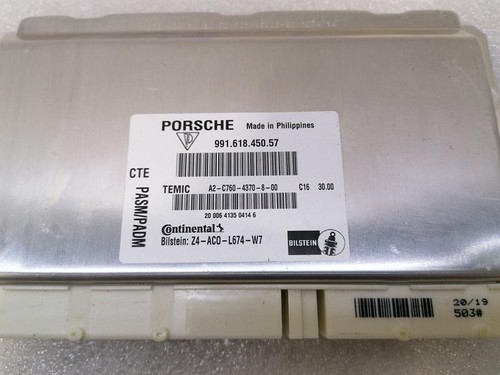 PORSCHE Made in Philippines
991.618.450.57
CTE
PASM/PADM
TEMIC A2-C760-4370-8-00 C16 30.00
20 006 4135 0414 6
Continental
Bilstein: Z4-ACO-L674-W7
BILSTEIN
20/19
503#